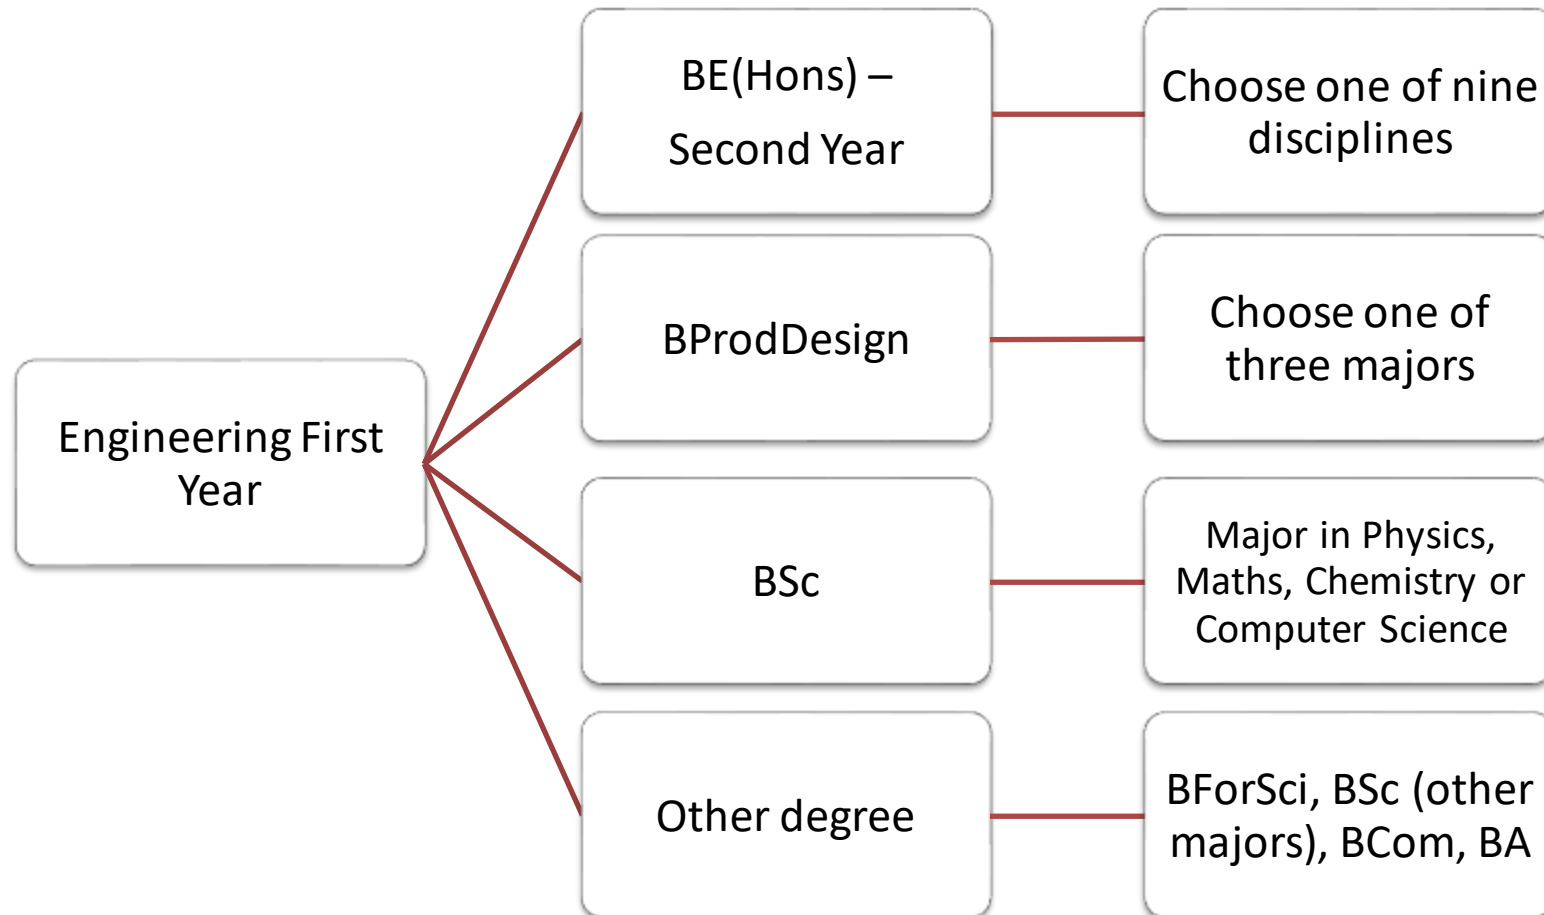 Engineering First
Year
BE(Hons) –
Second Year
Choose one of nine
disciplines
BProdDesign
Choose one of
three majors
BSc
Major in Physics,
Maths, Chemistry or
Computer Science
Other degree
BForSci, BSc (other
majors), BCom, BA